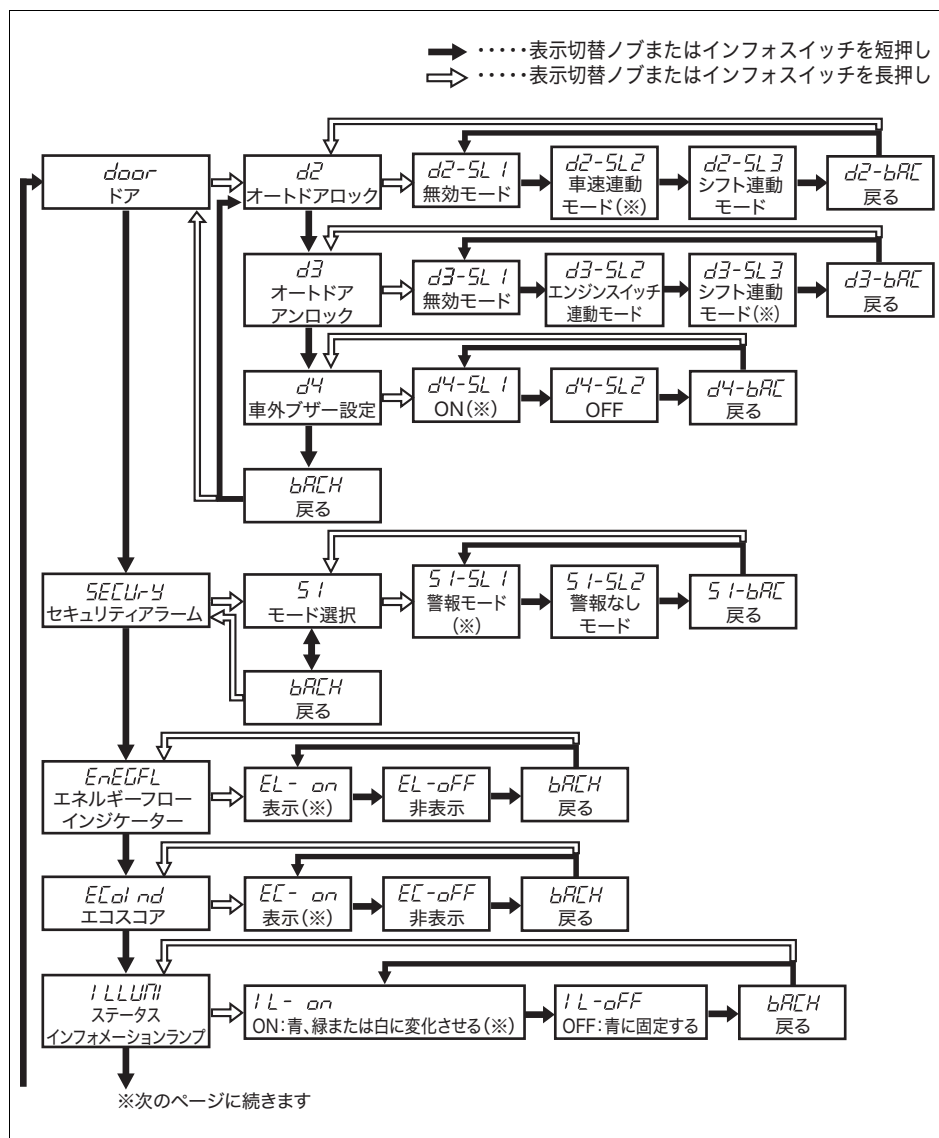 ・・・・・表示切替ノブまたはインフォスイッチを短押し
・・・・・表示切替ノブまたはインフォスイッチを長押し
door
ドア
d2
オートドアロック
d2-SL1
無効モード
d2-SL2
車速連動
モード(※)
d2-SL3
シフト連動
モード
d2-bAC
戻る
d3
オートドア
アンロック
d3-SL1
無効モード
d3-SL2
エンジンスイッチ
連動モード
d3-SL3
シフト連動
モード(※)
d3-bAC
戻る
d4
車外ブザー設定
d4-SL1
ON(※)
d4-SL2
OFF
d4-bAC
戻る
bACH
戻る
SECUrY
セキュリティアラーム
S1
モード選択
S1-SL1
警報モード
(※)
S1-SL2
警報なし
モード
S1-bAC
戻る
bACH
戻る
EnEGFL
エネルギーフロー
インジケーター
EL- on
表示(※)
EL-oFF
非表示
bACH
戻る
ECoInd
エコスコア
EC- on
表示(※)
EC-oFF
非表示
bACH
戻る
ILLUMI
ステータス
インフォメーションランプ
IL- on
ON:青、緑または白に変化させる(※)
IL-oFF
OFF:青に固定する
bACH
戻る
※次のページに続きます